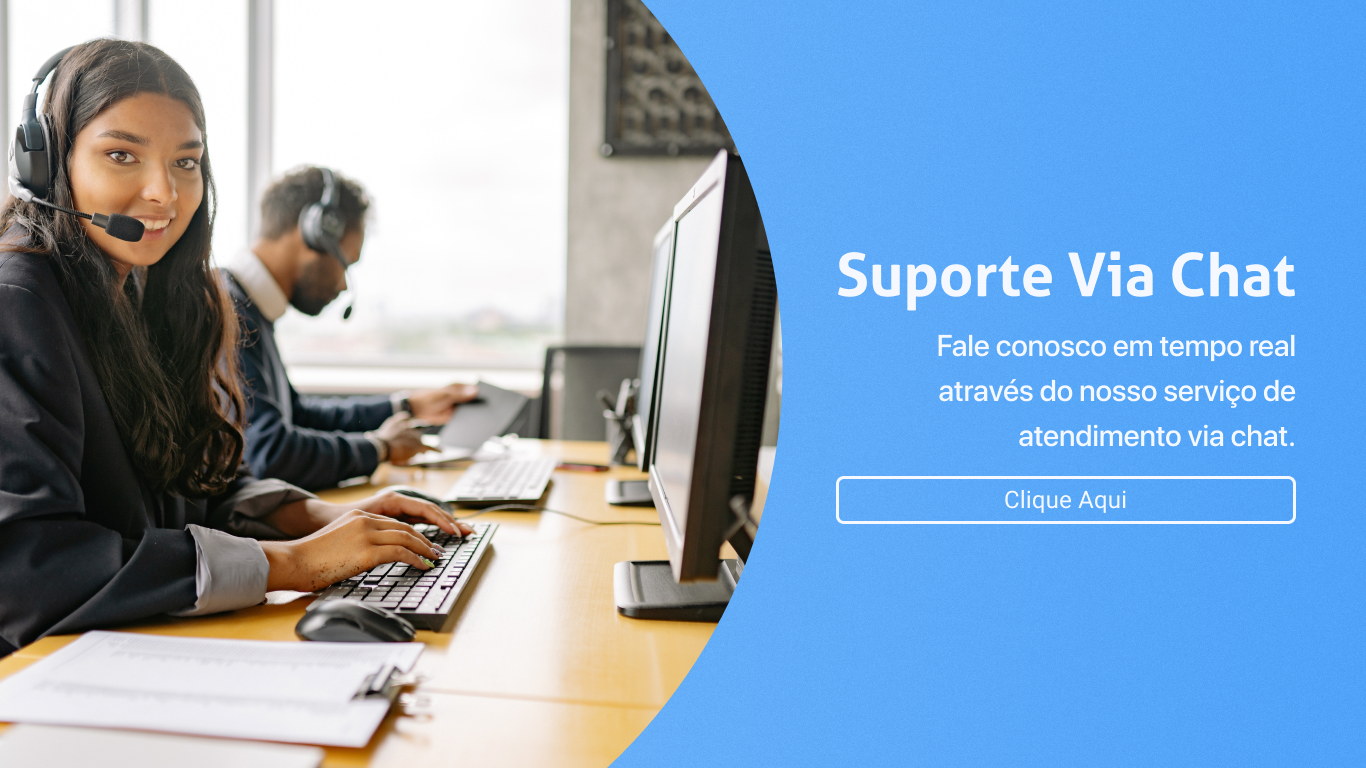 Suporte Via Chat
Fale conosco em tempo real
através do nosso serviço de
atendimento via chat.
Clique Aqui